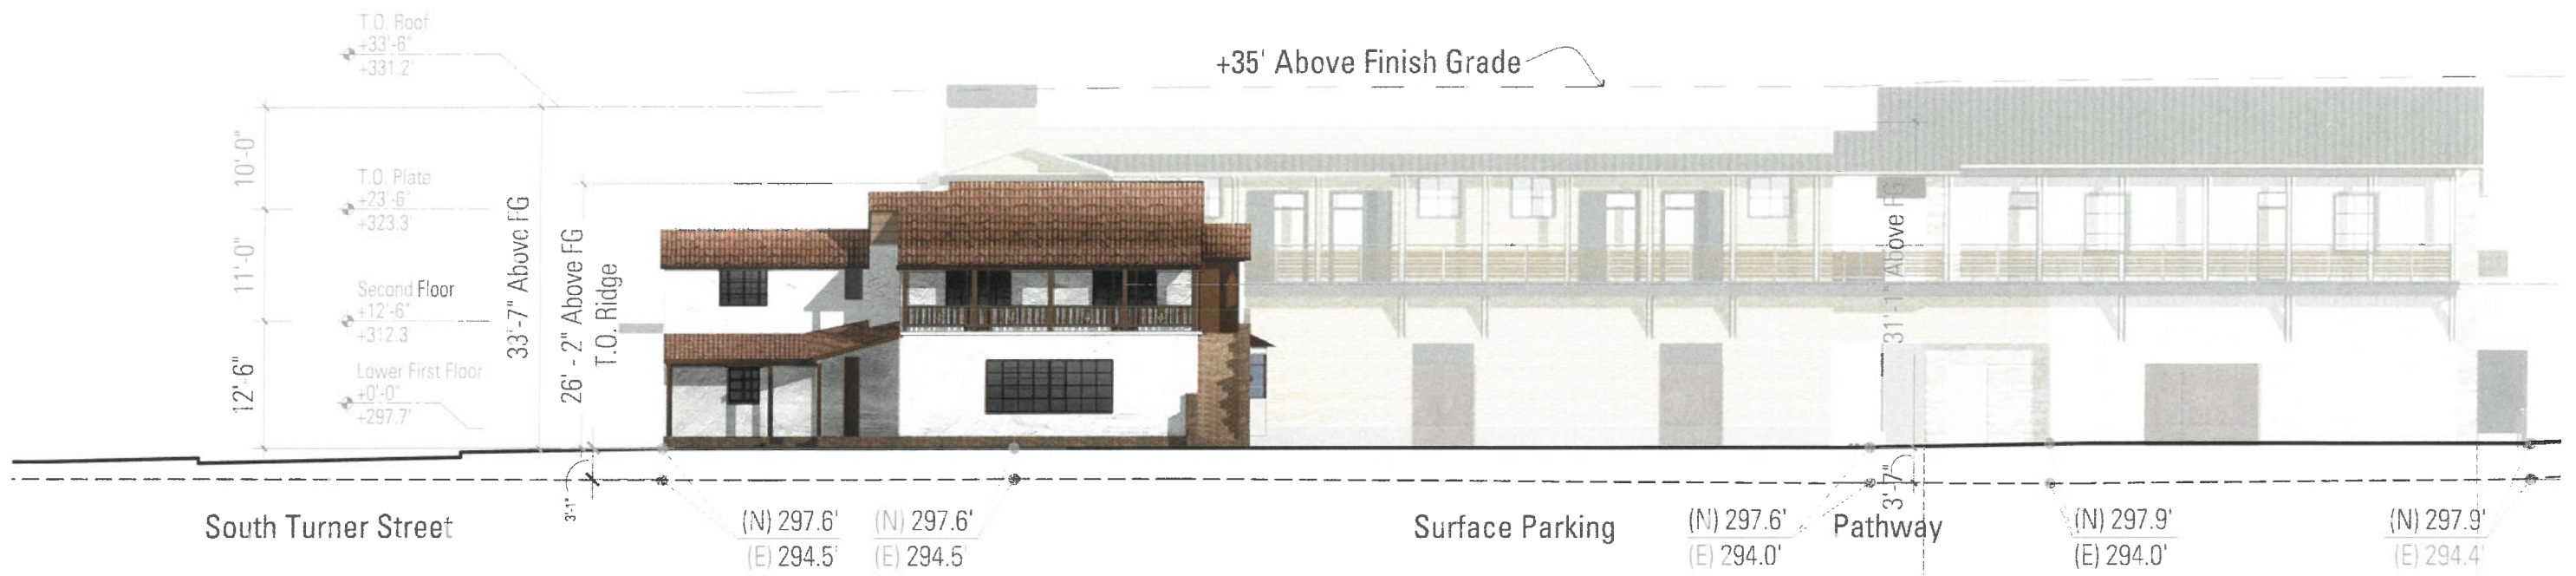 T.O. Roof
+33'-6"
+331.2'
+35' Above Finish Grade
10'-0"
T.O. Plate
+23'-6"
+323.3'
11'-0"
Second Floor
+12'-6"
+312.3
12'-6"
Lower First Floor
+0'-0"
+297.7'
33'-7" Above FG
26' - 2" Above FG
T.O. Ridge
31'-1" Above FG
3'-1"
3'-7"
South Turner Street
(N) 297.6'
(E) 294.5'
(N) 297.6'
(E) 294.5'
Surface Parking
(N) 297.6'
(E) 294.0'
Pathway
(N) 297.9'
(E) 294.0'
(N) 297.9'
(E) 294.4'